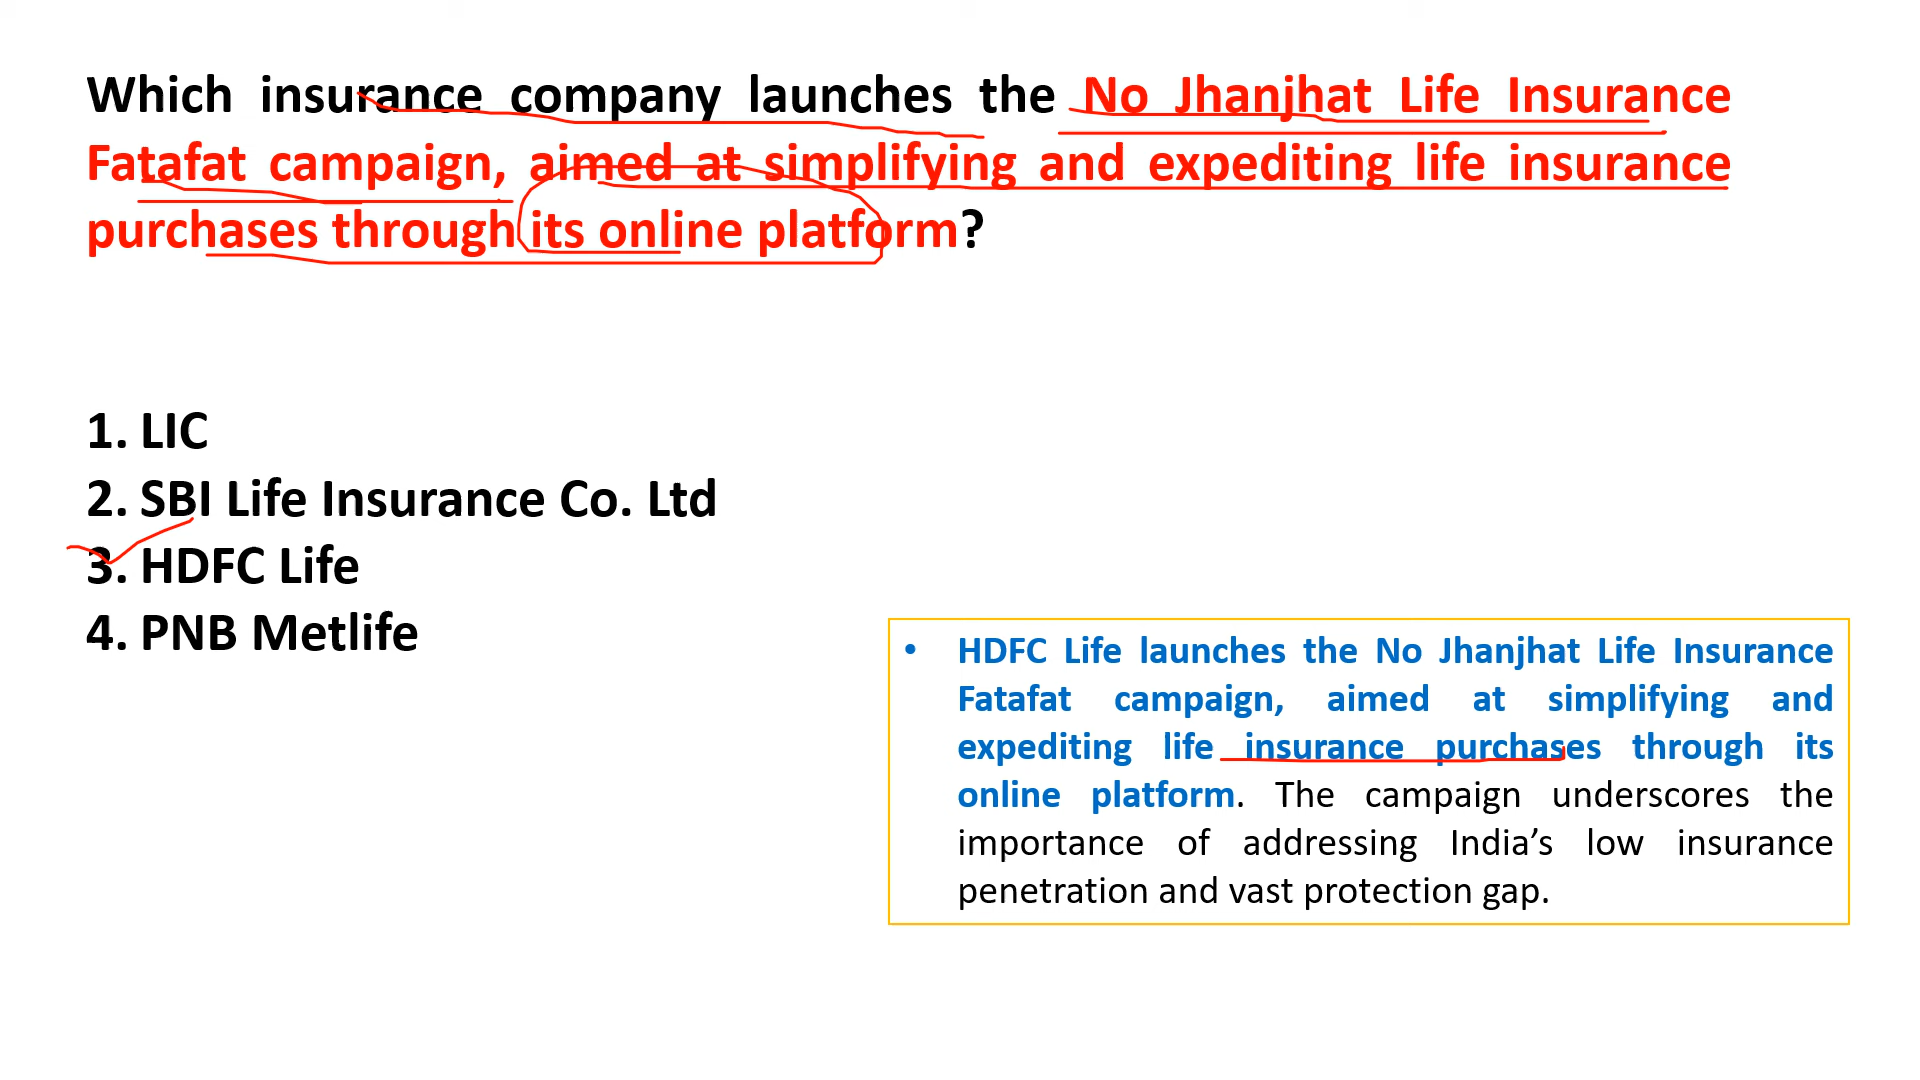 Which insurance company launches the No Jhanjhat Life Insurance
Fatafat campaign, aimed at simplifying and expediting life insurance
purchases through its online platform?
1. LIC
2. SBI Life Insurance Co. Ltd
3. HDFC Life
4. PNB Metlife
• HDFC Life launches the No Jhanjhat Life Insurance
Fatafat campaign, aimed at simplifying and
expediting life insurance purchases through its
online platform. The campaign underscores the
importance of addressing India’s low insurance
penetration and vast protection gap.